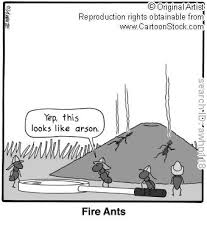 © Original Artist
Reproduction rights obtainable from
www.CartoonStock.com
Yep, this
looks like arson.
Fire Ants